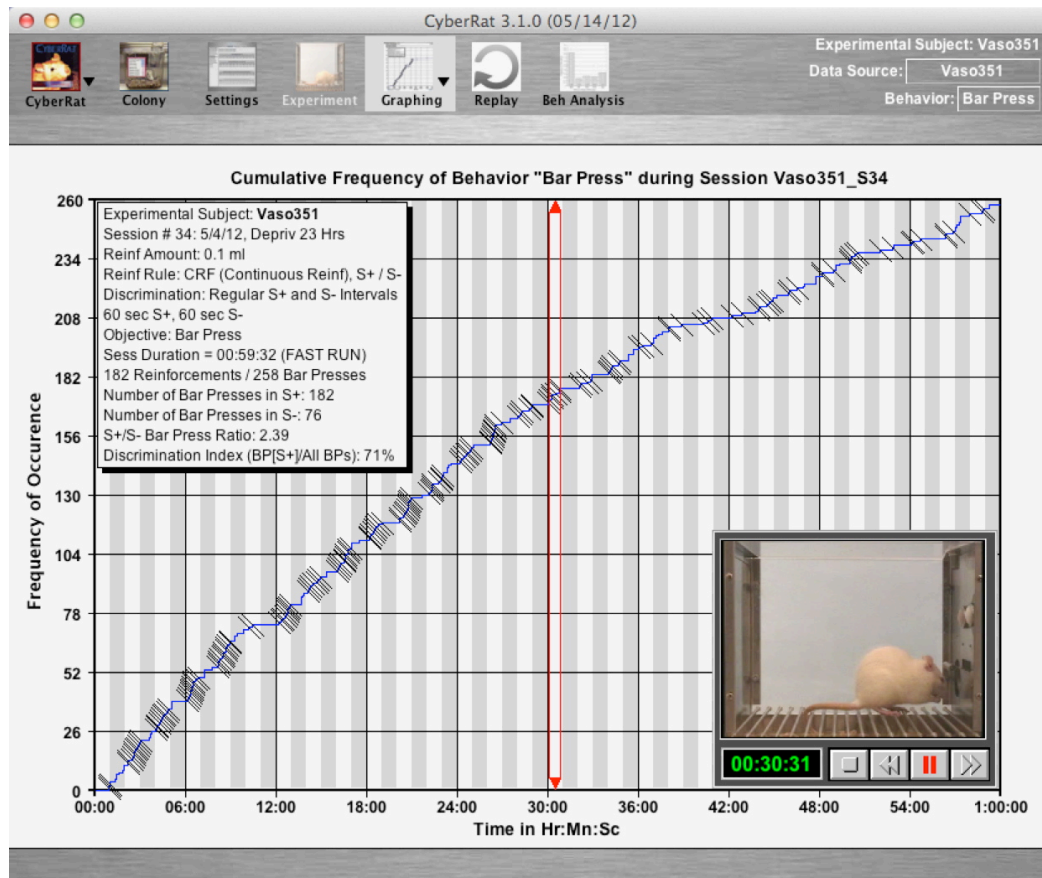 CyberRat 3.1.0 (05/14/12)
CYBERRAT
CyberRat
Colony
Settings
Experiment
Graphing
Replay
Beh Analysis
Experimental Subject: Vaso351
Data Source: Vaso351
Behavior: Bar Press
Cumulative Frequency of Behavior "Bar Press" during Session Vaso351_S34
Frequency of Occurence
260
234
208
182
156
130
104
78
52
26
0
Experimental Subject: Vaso351
Session # 34: 5/4/12, Depriv 23 Hrs
Reinf Amount: 0.1 ml
Reinf Rule: CRF (Continuous Reinf), S+ / S-
Discrimination: Regular S+ and S- Intervals
60 sec S+, 60 sec S-
Objective: Bar Press
Sess Duration = 00:59:32 (FAST RUN)
182 Reinforcements / 258 Bar Presses
Number of Bar Presses in S+: 182
Number of Bar Presses in S-: 76
S+/S- Bar Press Ratio: 2.39
Discrimination Index (BP[S+]/All BPs): 71%
00:30:31
00:00
06:00
12:00
18:00
24:00
30:00
36:00
42:00
48:00
54:00
1:00:00
Time in Hr:Mn:Sc